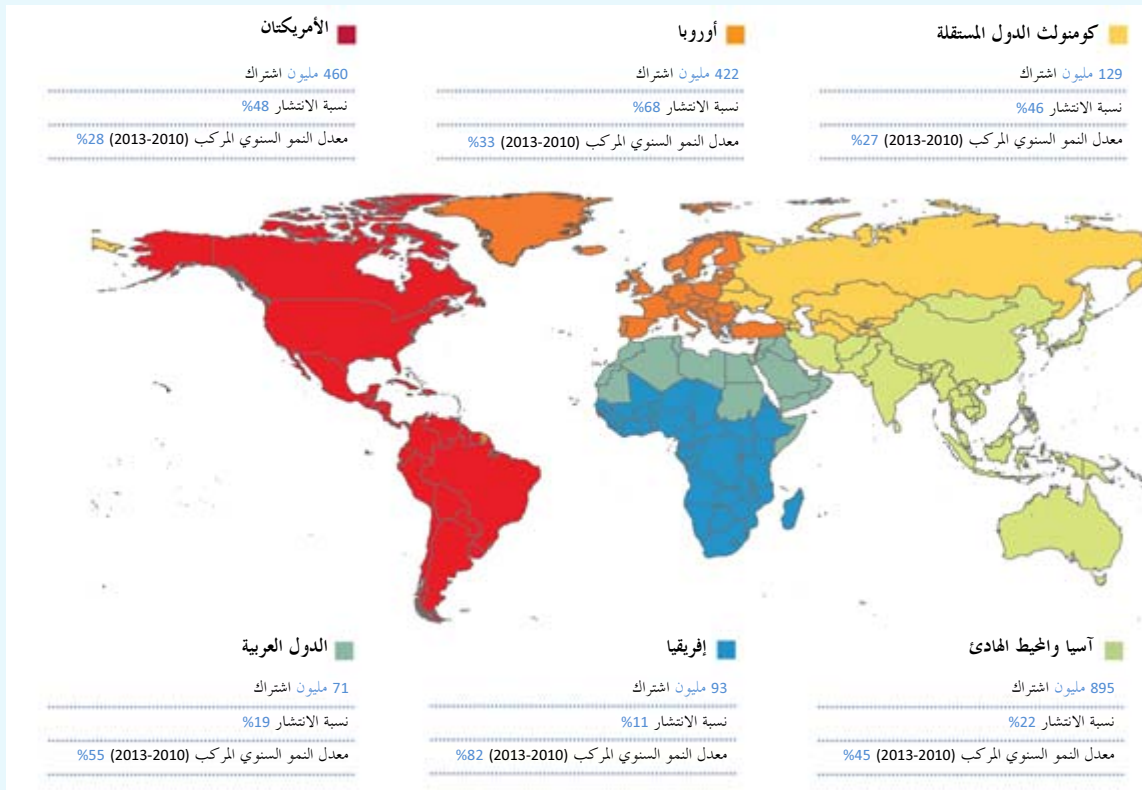 كومنولث الدول المستقلة
129 مليون اشتراك
نسبة الانتشار 46%
معدل النمو السنوي المركب (2010-2013) 27%
أوروبا
422 مليون اشتراك
نسبة الانتشار 68%
معدل النمو السنوي المركب (2010-2013) 33%
الأمريكتان
460 مليون اشتراك
نسبة الانتشار 48%
معدل النمو السنوي المركب (2010-2013) 28%
آسيا والمحيط الهادئ
895 مليون اشتراك
نسبة الانتشار 22%
معدل النمو السنوي المركب (2010-2013) 45%
إفريقيا
93 مليون اشتراك
نسبة الانتشار 11%
معدل النمو السنوي المركب (2010-2013) 82%
الدول العربية
71 مليون اشتراك
نسبة الانتشار 19%
معدل النمو السنوي المركب (2010-2013) 55%